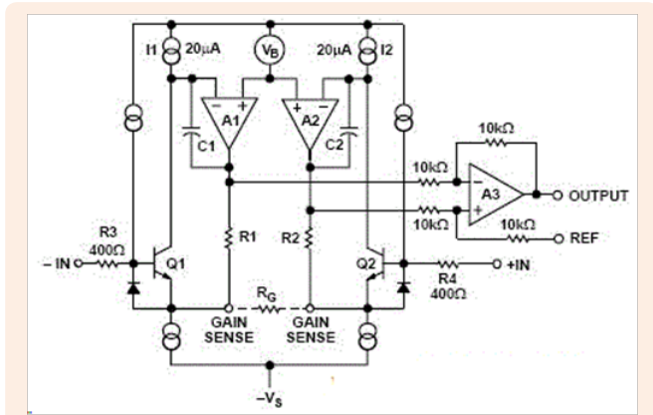 I1
20µA
VB
20µA
I2
− +
+ −
A1
A2
C1
C2
10kΩ
10kΩ
−
A3
+
OUTPUT
10kΩ
10kΩ
REF
R3
400Ω
R1
R2
− IN
Q1
Q2
+IN
R4
400Ω
RG
GAIN
SENSE
GAIN
SENSE
−VS